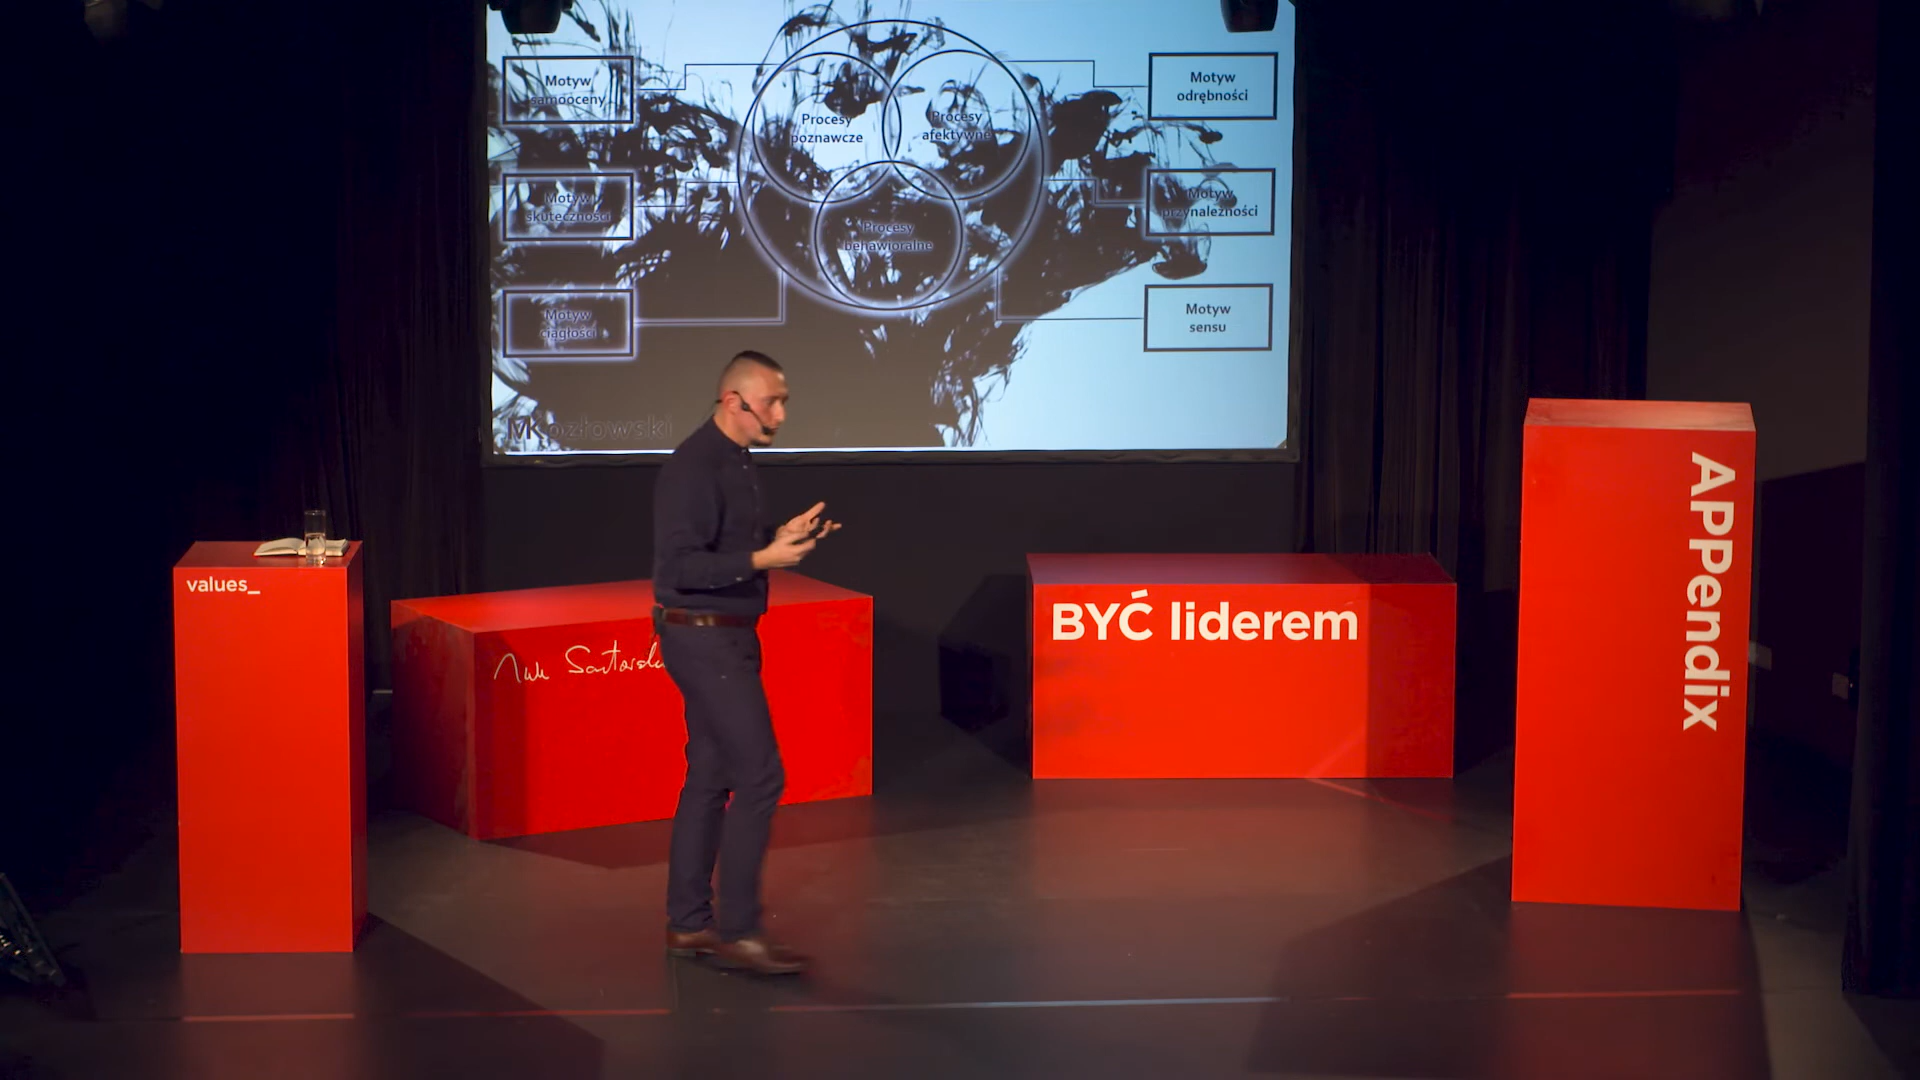 Motyw
samooceny
Motyw
skuteczności
Motyw
ciągłości
Procesy
poznawcze
Procesy
afektywne
Procesy
behawioralne
Motyw
odrębności
Motyw
przynależności
Motyw
sensu
MKozłowski
values_
BYĆ liderem
APPendix